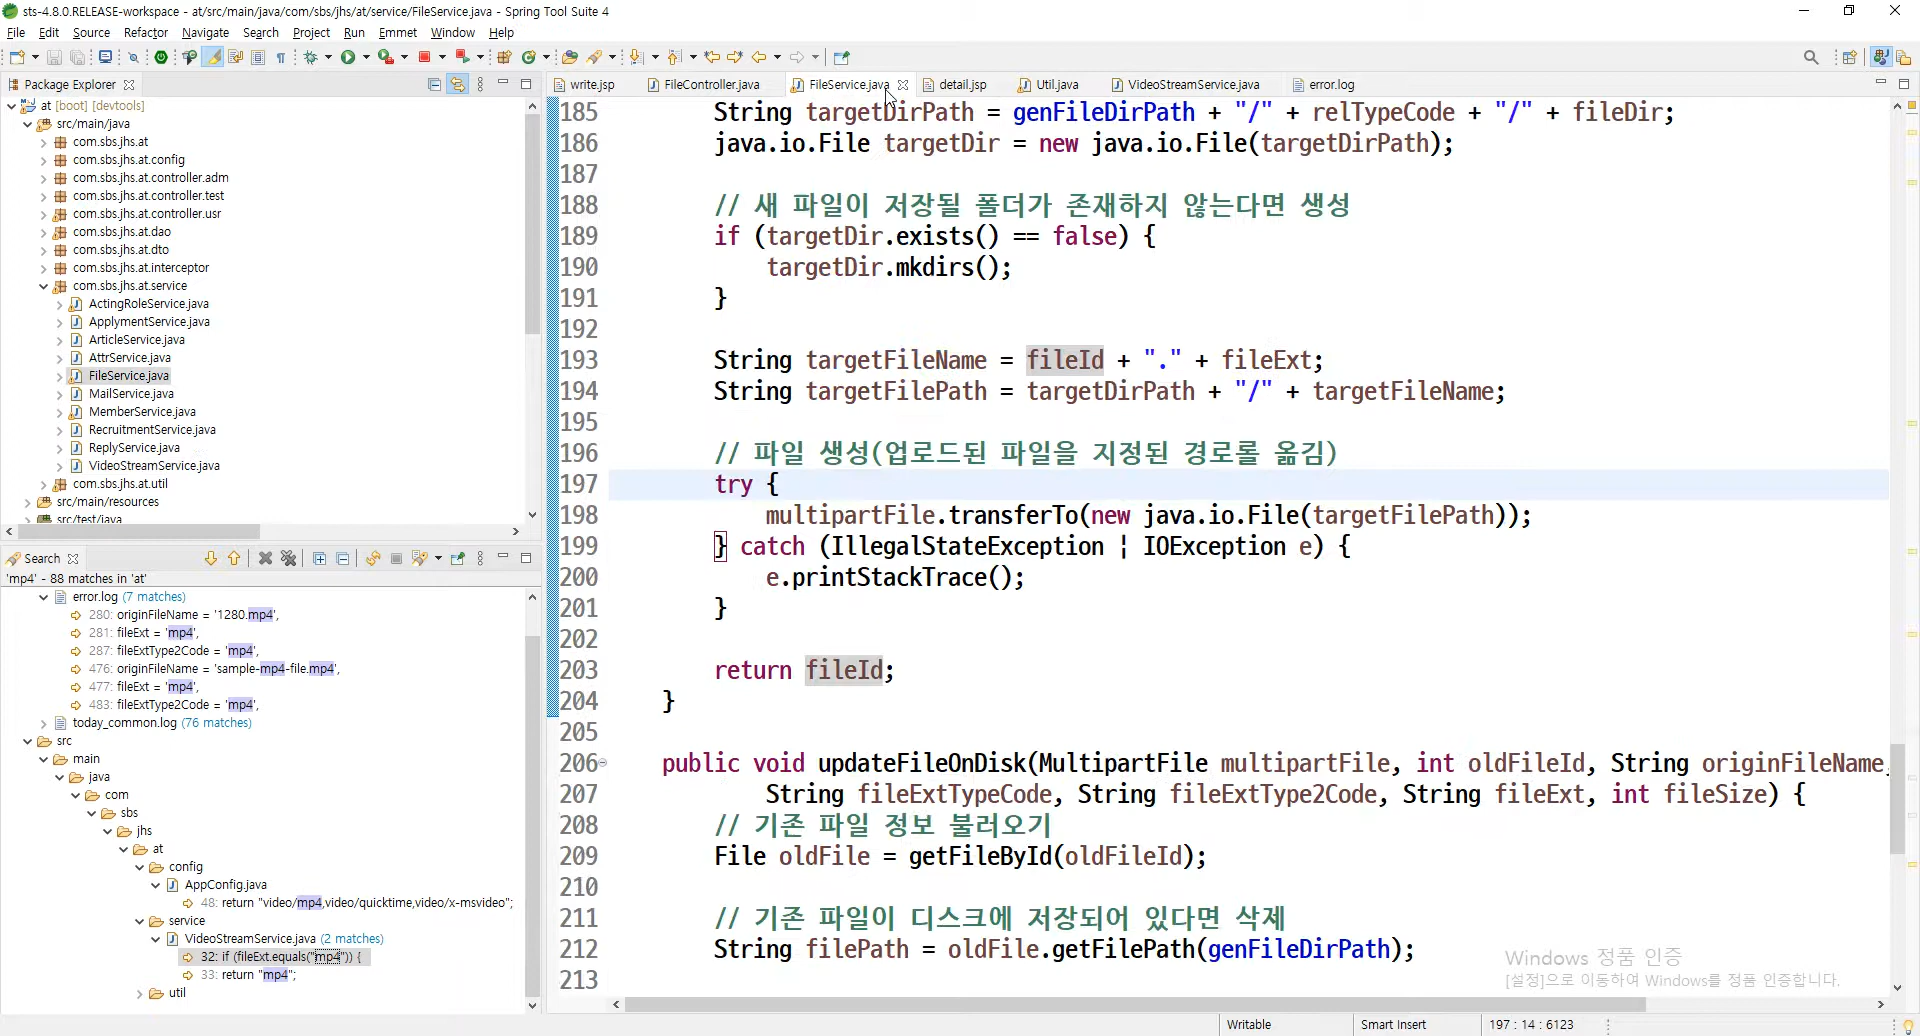 sts-4.8.0.RELEASE-workspace - at/src/main/java/com/sbs/jhs/at/service/FileService.java - Spring Tool Suite 4
File Edit Source Refactor Navigate Search Project Run Emmet Window Help
Package Explorer
at [boot] [devtools]
src/main/java
com.sbs.jhs.at
com.sbs.jhs.at.config
com.sbs.jhs.at.controller.adm
com.sbs.jhs.at.controller.test
com.sbs.jhs.at.controller.usr
com.sbs.jhs.at.dao
com.sbs.jhs.at.dto
com.sbs.jhs.at.interceptor
com.sbs.jhs.at.service
ActingRoleService.java
ApplymentService.java
ArticleService.java
AttrService.java
FileService.java
MailService.java
MemberService.java
RecruitmentService.java
ReplyService.java
VideoStreamService.java
com.sbs.jhs.at.util
src/main/resources
src/test/java
Search
'mp4' - 88 matches in 'at'
error.log (7 matches)
280: originFileName = '1280.mp4',
281: fileExt = 'mp4',
287: fileExtType2Code = 'mp4',
476: originFileName = 'sample-mp4-file.mp4',
477: fileExt = 'mp4',
483: fileExtType2Code = 'mp4',
today_common.log (76 matches)
src
main
java
com
sbs
jhs
at
config
AppConfig.java
48: return "video/mp4,video/quicktime,video/x-msvideo";
service
VideoStreamService.java (2 matches)
32: if (fileExt.equals("mp4")) {
33: return "mp4";
util
write.jsp FileController.java FileService.java detail.jsp Util.java VideoStreamService.java error.log
185 String targetDirPath = genFileDirPath + "/" + relTypeCode + "/" + fileDir;
186 java.io.File targetDir = new java.io.File(targetDirPath);
187
188 // 새 파일이 저장될 폴더가 존재하지 않는다면 생성
189 if (targetDir.exists() == false) {
190 targetDir.mkdirs();
191 }
192
193 String targetFileName = fileId + "." + fileExt;
194 String targetFilePath = targetDirPath + "/" + targetFileName;
195
196 // 파일 생성(업로드된 파일을 지정된 경로롤 옮김)
197 try {
198 multipartFile.transferTo(new java.io.File(targetFilePath));
199 } catch (IllegalStateException | IOException e) {
200 e.printStackTrace();
201 }
202
203 return fileId;
204 }
205
206 public void updateFileOnDisk(MultipartFile multipartFile, int oldFileId, String originFileName,
207 String fileExtTypeCode, String fileExtType2Code, String fileExt, int fileSize) {
208 // 기존 파일 정보 불러오기
209 File oldFile = getFileById(oldFileId);
210
211 // 기존 파일이 디스크에 저장되어 있다면 삭제
212 String filePath = oldFile.getFilePath(genFileDirPath);
213
Windows 정품 인증
[설정]으로 이동하여 Windows를 정품 인증합니다.
Writable Smart Insert 197 : 14 : 6123